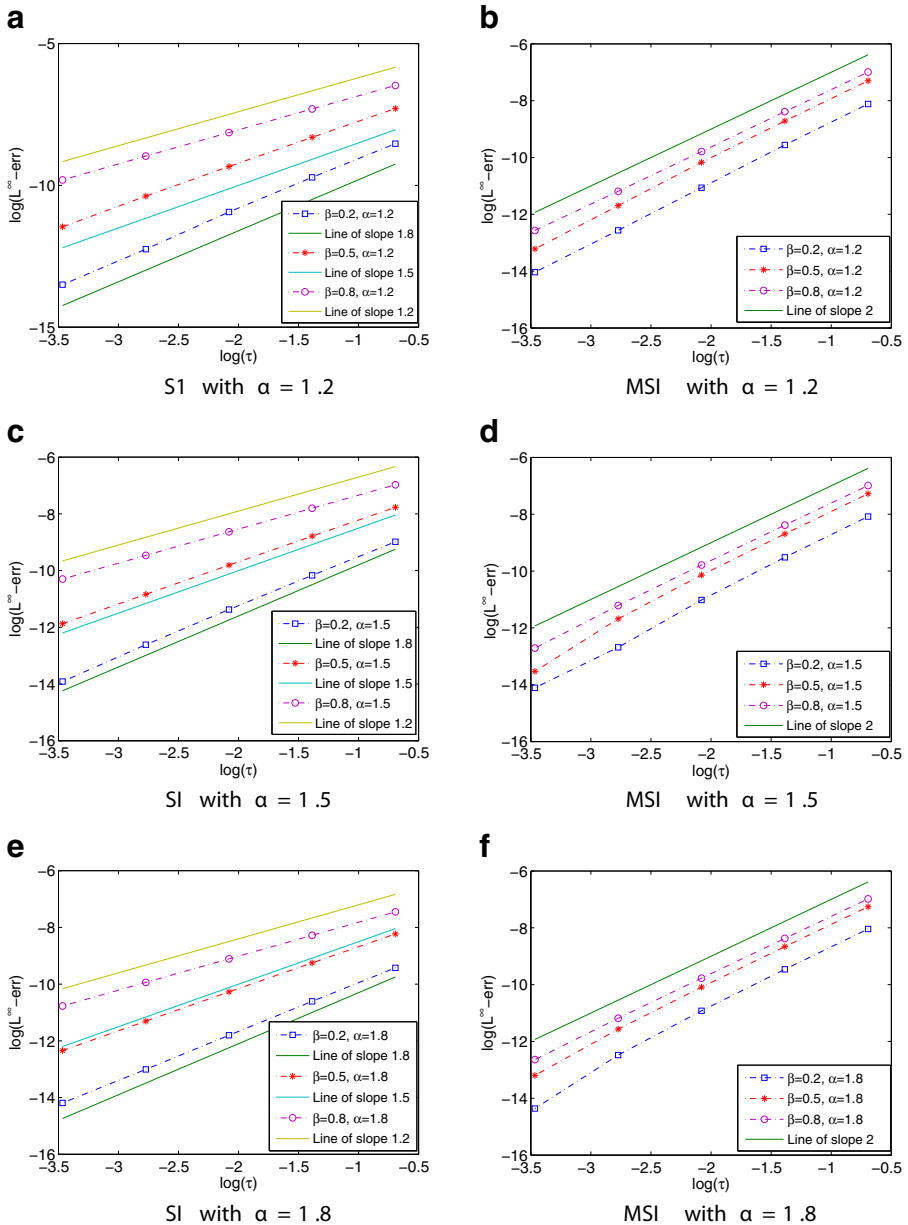 a
−5
−10
−15
−3.5 −3 −2.5 −2 −1.5 −1 −0.5
log(τ)
log(L∞−err)
β=0.2, α=1.2
Line of slope 1.8
β=0.5, α=1.2
Line of slope 1.5
β=0.8, α=1.2
Line of slope 1.2
S1 with α = 1 .2
b
−6
−8
−10
−12
−14
−16
−3.5 −3 −2.5 −2 −1.5 −1 −0.5
log(τ)
log(L∞−err)
β=0.2, α=1.2
β=0.5, α=1.2
β=0.8, α=1.2
Line of slope 2
MSI with α = 1 .2
c
−6
−8
−10
−12
−14
−16
−3.5 −3 −2.5 −2 −1.5 −1 −0.5
log(τ)
log(L∞−err)
β=0.2, α=1.5
Line of slope 1.8
β=0.5, α=1.5
Line of slope 1.5
β=0.8, α=1.5
Line of slope 1.2
SI with α = 1 .5
d
−6
−8
−10
−12
−14
−16
−3.5 −3 −2.5 −2 −1.5 −1 −0.5
log(τ)
log(L∞−err)
β=0.2, α=1.5
β=0.5, α=1.5
β=0.8, α=1.5
Line of slope 2
MSI with α = 1 .5
e
−6
−8
−10
−12
−14
−16
−3.5 −3 −2.5 −2 −1.5 −1 −0.5
log(τ)
log(L∞−err)
β=0.2, α=1.8
Line of slope 1.8
β=0.5, α=1.8
Line of slope 1.5
β=0.8, α=1.8
Line of slope 1.2
SI with α = 1 .8
f
−6
−8
−10
−12
−14
−16
−3.5 −3 −2.5 −2 −1.5 −1 −0.5
log(τ)
log(L∞−err)
β=0.2, α=1.8
β=0.5, α=1.8
β=0.8, α=1.8
Line of slope 2
MSI with α = 1 .8